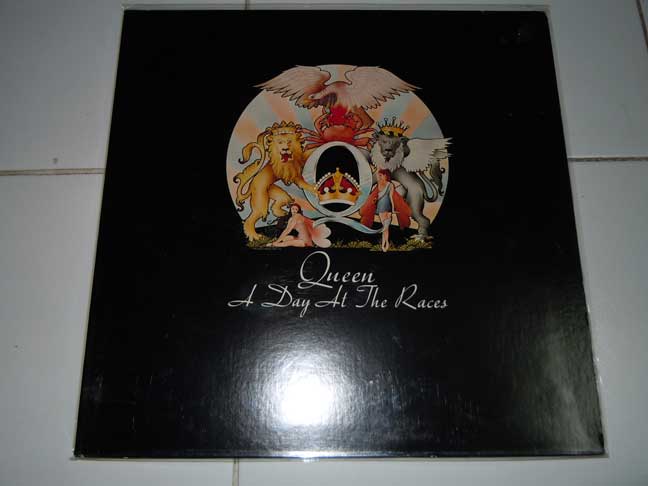 Q
Queen
A Day At The Races